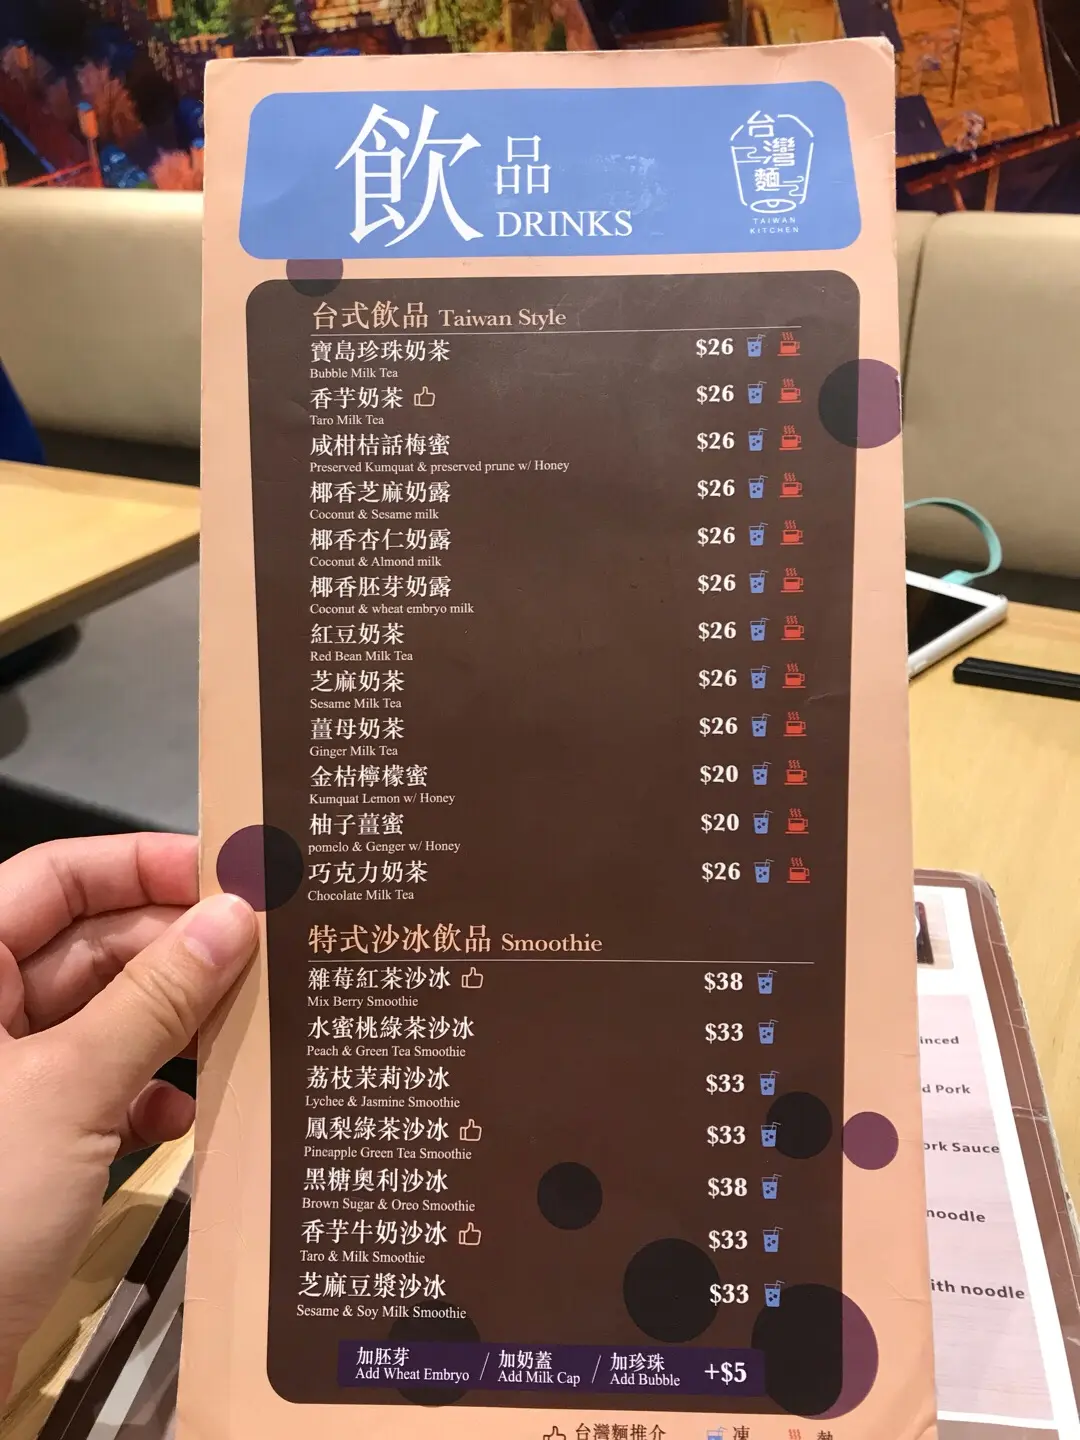 飲品
DRINKS
台灣麵
TAIWAN
KITCHEN
台式飲品 Taiwan Style
寶島珍珠奶茶 $26
Bubble Milk Tea
香芋奶茶 $26
Taro Milk Tea
咸柑桔話梅蜜 $26
Preserved Kumquat & preserved prune w/ Honey
椰香芝麻奶露 $26
Coconut & Sesame milk
椰香杏仁奶露 $26
Coconut & Almond milk
椰香胚芽奶露 $26
Coconut & wheat embryo milk
紅豆奶茶 $26
Red Bean Milk Tea
芝麻奶茶 $26
Sesame Milk Tea
薑母奶茶 $26
Ginger Milk Tea
金桔檸檬蜜 $20
Kumquat Lemon w/ Honey
柚子薑蜜 $20
pomelo & Genger w/ Honey
巧克力奶茶 $26
Chocolate Milk Tea
特式沙冰飲品 Smoothie
雜莓紅茶沙冰 $38
Mix Berry Smoothie
水蜜桃綠茶沙冰 $33
Peach & Green Tea Smoothie
荔枝茉莉沙冰 $33
Lychee & Jasmine Smoothie
鳳梨綠茶沙冰 $33
Pineapple Green Tea Smoothie
黑糖奧利沙冰 $38
Brown Sugar & Oreo Smoothie
香芋牛奶沙冰 $33
Taro & Milk Smoothie
芝麻豆漿沙冰 $33
Sesame & Soy Milk Smoothie
加胚芽 / 加奶蓋 / 加珍珠 +$5
Add Wheat Embryo Add Milk Cap Add Bubble
台灣麵推介 凍 熱
inced
d Pork
ork Sauce
noodle
ith noodle